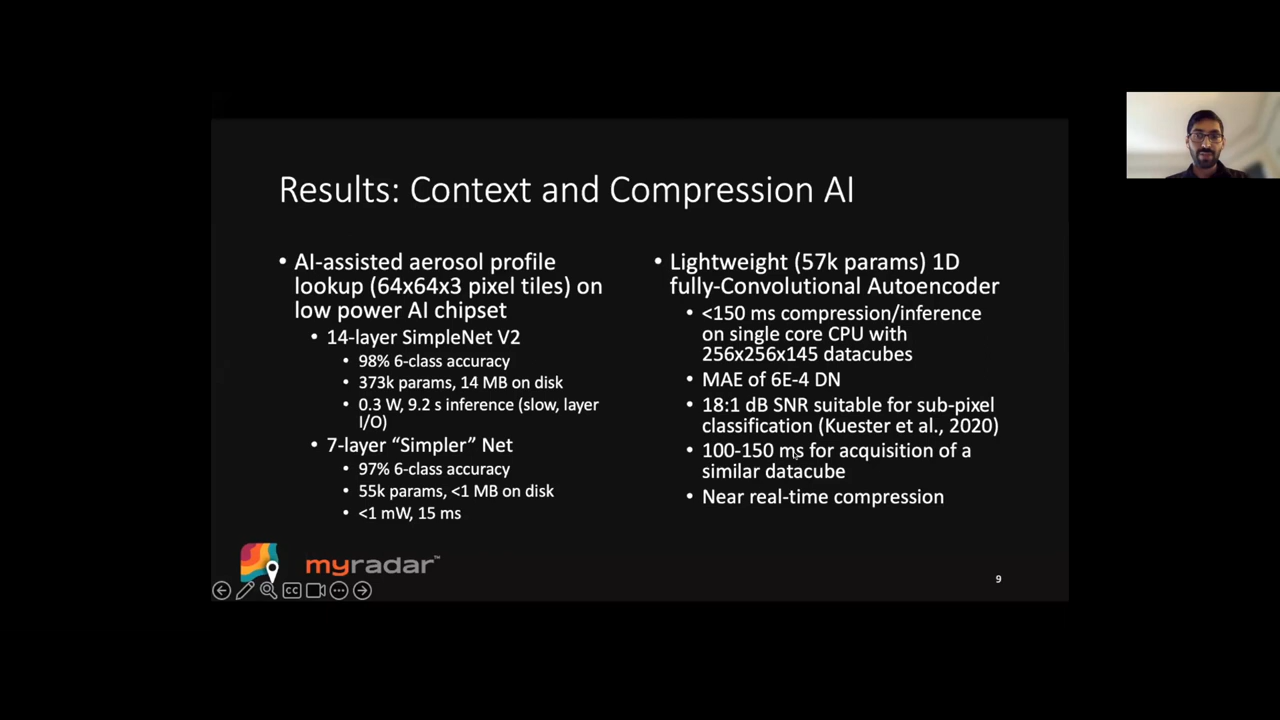 Results: Context and Compression AI
• AI-assisted aerosol profile
lookup (64x64x3 pixel tiles) on
low power AI chipset
• 14-layer SimpleNet V2
• 98% 6-class accuracy
• 373k params, 14 MB on disk
• 0.3 W, 9.2 s inference (slow, layer
I/O)
• 7-layer “Simpler” Net
• 97% 6-class accuracy
• 55k params, <1 MB on disk
• <1 mW, 15 ms
• Lightweight (57k params) 1D
fully-Convolutional Autoencoder
• <150 ms compression/inference
on single core CPU with
256x256x145 datacubes
• MAE of 6E-4 DN
• 18:1 dB SNR suitable for sub-pixel
classification (Kuester et al., 2020)
• 100-150 ms for acquisition of a
similar datacube
• Near real-time compression
myradar™
9
CC